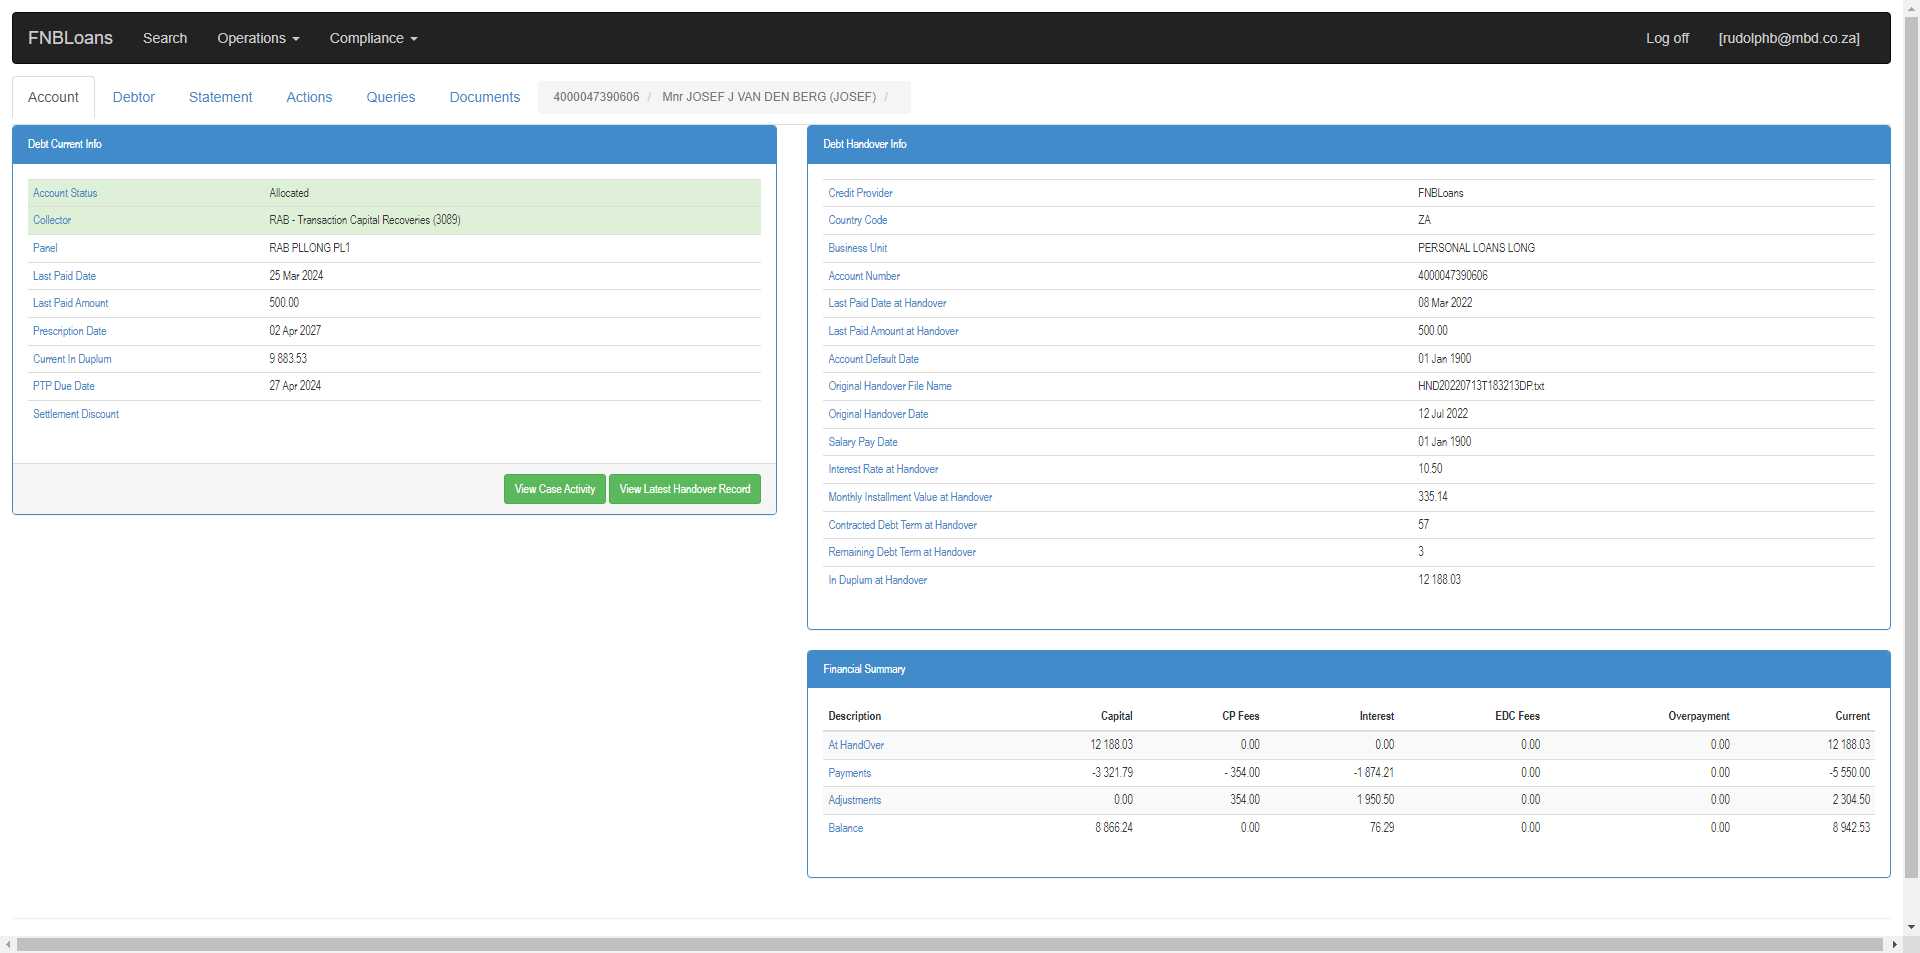 FNBLoans Search Operations Compliance Log off [rudolphb@mbd.co.za]
Account Debtor Statement Actions Queries Documents 4000047390606 / Mnr JOSEF J VAN DEN BERG (JOSEF) /
Debt Current Info
Account Status Allocated
Collector RAB - Transaction Capital Recoveries (3089)
Panel RAB PLLONG PL1
Last Paid Date 25 Mar 2024
Last Paid Amount 500.00
Prescription Date 02 Apr 2027
Current In Duplum 9 883.53
PTP Due Date 27 Apr 2024
Settlement Discount
View Case Activity View Latest Handover Record
Debt Handover Info
Credit Provider FNBLoans
Country Code ZA
Business Unit PERSONAL LOANS LONG
Account Number 4000047390606
Last Paid Date at Handover 08 Mar 2022
Last Paid Amount at Handover 500.00
Account Default Date 01 Jan 1900
Original Handover File Name HND20220713T183213DP.txt
Original Handover Date 12 Jul 2022
Salary Pay Date 01 Jan 1900
Interest Rate at Handover 10.50
Monthly Installment Value at Handover 335.14
Contracted Debt Term at Handover 57
Remaining Debt Term at Handover 3
In Duplum at Handover 12 188.03
Financial Summary
Description Capital CP Fees Interest EDC Fees Overpayment Current
At HandOver 12 188.03 0.00 0.00 0.00 0.00 12 188.03
Payments -3 321.79 - 354.00 -1 874.21 0.00 0.00 -5 550.00
Adjustments 0.00 354.00 1 950.50 0.00 0.00 2 304.50
Balance 8 866.24 0.00 76.29 0.00 0.00 8 942.53